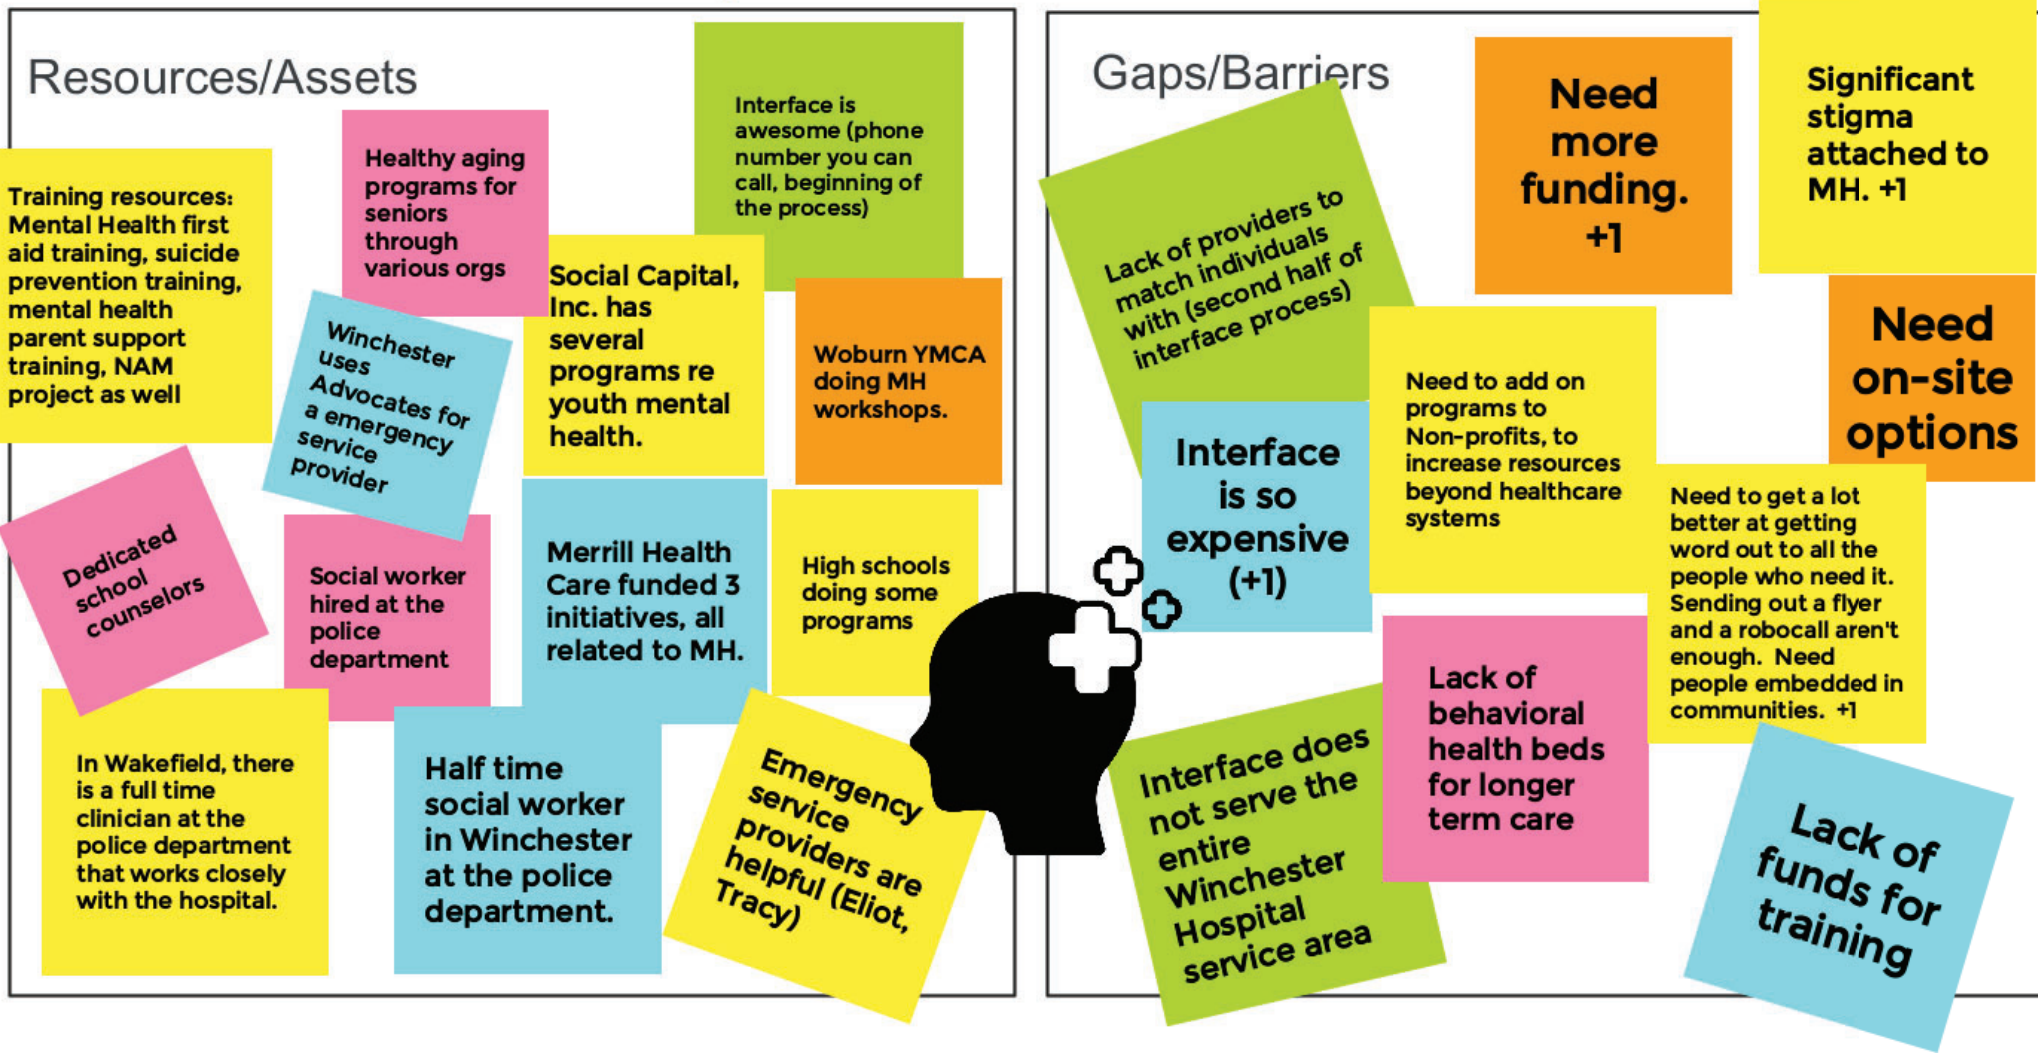 Resources/Assets
Training resources:
Mental Health first
aid training, suicide
prevention training,
mental health
parent support
training, NAM
project as well
Healthy aging
programs for
seniors
through
various orgs
Interface is
awesome (phone
number you can
call, beginning of
the process)
Winchester
uses
Advocates for
a emergency
service
provider
Social Capital,
Inc. has
several
programs re
youth mental
health.
Woburn YMCA
doing MH
workshops.
Dedicated
school
counselors
Social worker
hired at the
police
department
Merrill Health
Care funded 3
initiatives, all
related to MH.
High schools
doing some
programs
In Wakefield, there
is a full time
clinician at the
police department
that works closely
with the hospital.
Half time
social worker
in Winchester
at the police
department.
Emergency
service
providers are
helpful (Eliot,
Tracy)
Gaps/Barriers
Lack of providers to
match individuals
with (second half of
interface process)
Need
more
funding.
+1
Significant
stigma
attached to
MH. +1
Need
on-site
options
Interface
is so
expensive
(+1)
Need to add on
programs to
Non-profits, to
increase resources
beyond healthcare
systems
Need to get a lot
better at getting
word out to all the
people who need it.
Sending out a flyer
and a robocall aren't
enough. Need
people embedded in
communities. +1
Interface does
not serve the
entire
Winchester
Hospital
service area
Lack of
behavioral
health beds
for longer
term care
Lack of
funds for
training